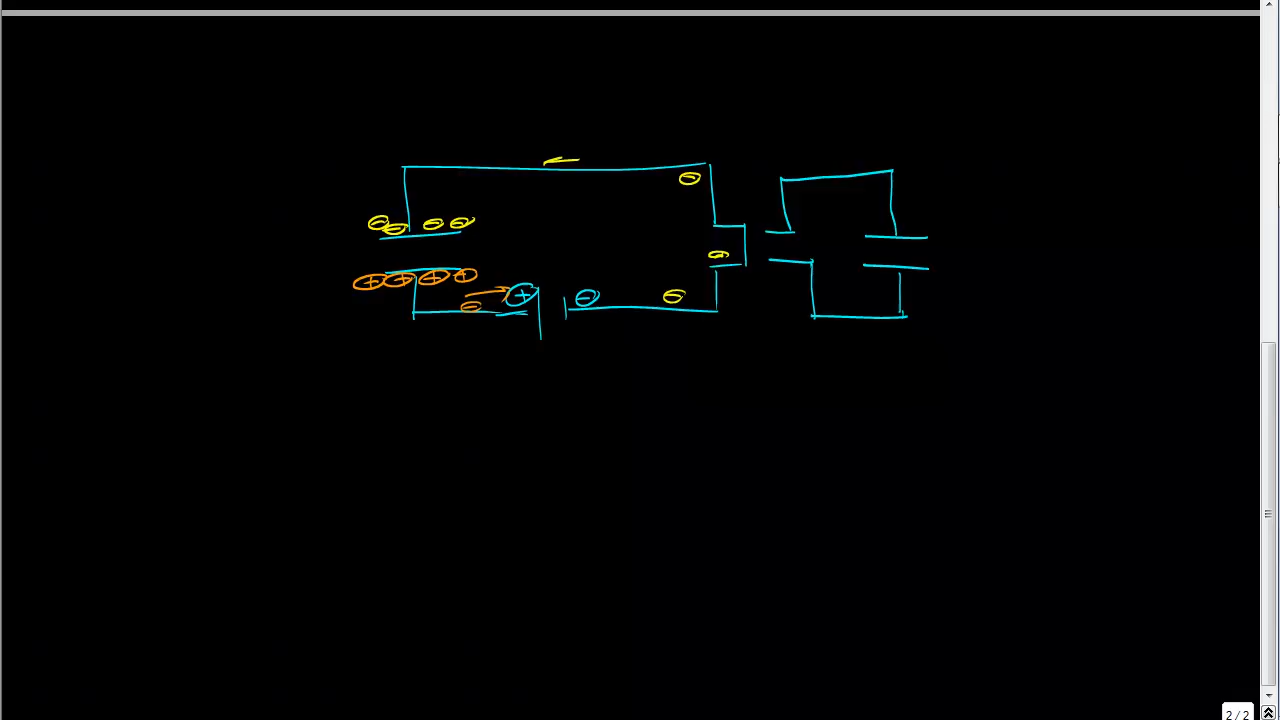 ⊖
⊖ ⊖ ⊖ ⊖
⊖
⊕ ⊕ ⊕ ⊕
⊖ ⊕ ⊖ ⊖
2 / 2